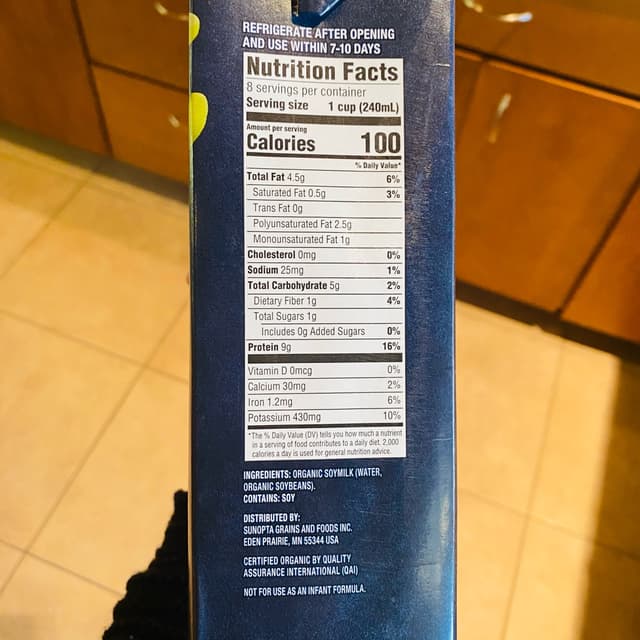 REFRIGERATE AFTER OPENING
AND USE WITHIN 7-10 DAYS
Nutrition Facts
8 servings per container
Serving size 1 cup (240mL)
Amount per serving
Calories 100
% Daily Value*
Total Fat 4.5g 6%
Saturated Fat 0.5g 3%
Trans Fat 0g
Polyunsaturated Fat 2.5g
Monounsaturated Fat 1g
Cholesterol 0mg 0%
Sodium 25mg 1%
Total Carbohydrate 5g 2%
Dietary Fiber 1g 4%
Total Sugars 1g
Includes 0g Added Sugars 0%
Protein 9g 16%
Vitamin D 0mcg 0%
Calcium 30mg 2%
Iron 1.2mg 6%
Potassium 430mg 10%
*The % Daily Value (DV) tells you how much a nutrient
in a serving of food contributes to a daily diet. 2,000
calories a day is used for general nutrition advice.
INGREDIENTS: ORGANIC SOYMILK (WATER,
ORGANIC SOYBEANS).
CONTAINS: SOY
DISTRIBUTED BY:
SUNOPTA GRAINS AND FOODS INC.
EDEN PRAIRIE, MN 55344 USA
CERTIFIED ORGANIC BY QUALITY
ASSURANCE INTERNATIONAL (QAI)
NOT FOR USE AS AN INFANT FORMULA.